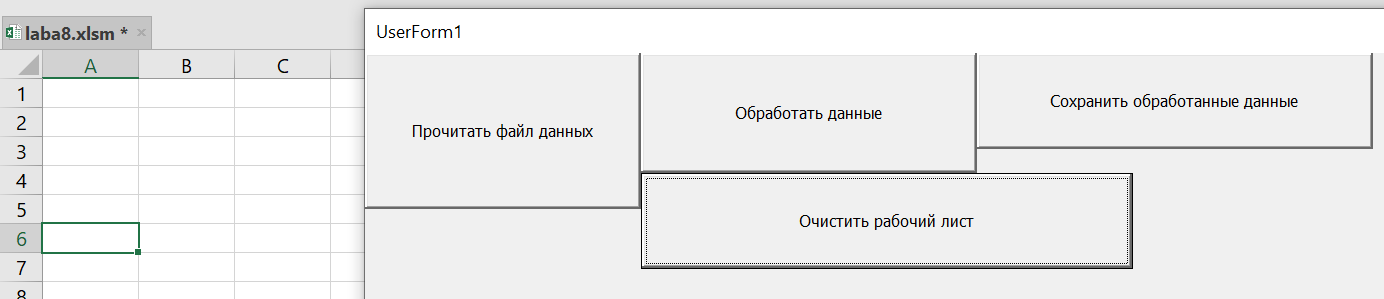 laba8.xlsm *
UserForm1
A B C
1
2
3
4
5
6
7
8
Прочитать файл данных
Обработать данные
Сохранить обработанные данные
Очистить рабочий лист